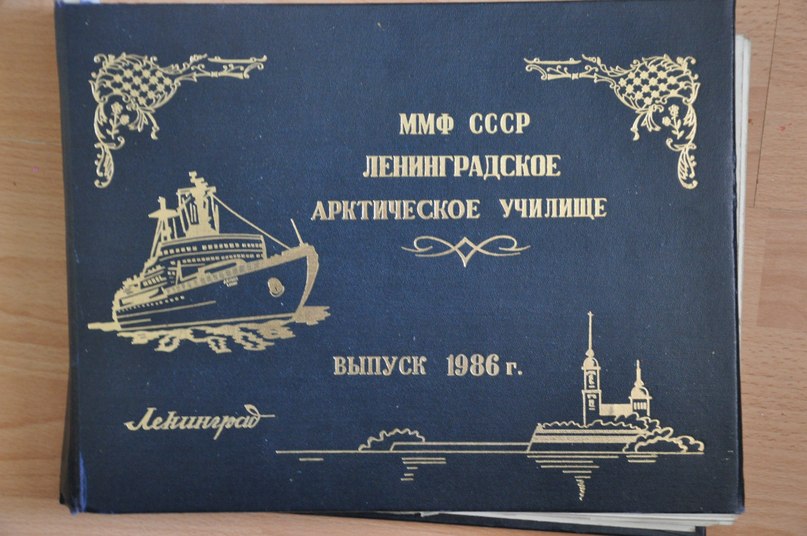 ММФ СССР
ЛЕНИНГРАДСКОЕ
АРКТИЧЕСКОЕ УЧИЛИЩЕ
ВЫПУСК 1986 г.
Ленинград